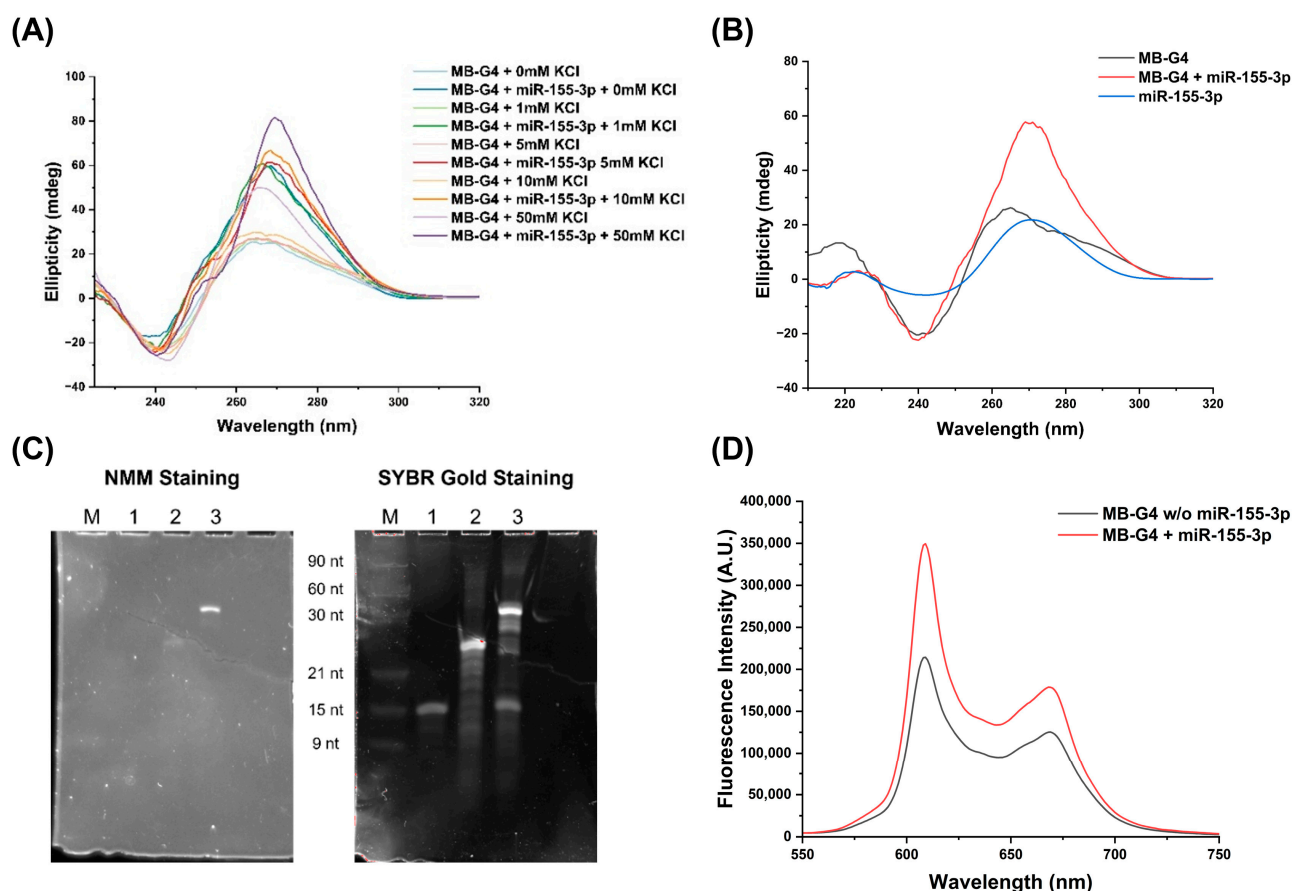 (A)
MB-G4 + 0mM KCl
MB-G4 + miR-155-3p + 0mM KCl
MB-G4 + 1mM KCl
MB-G4 + miR-155-3p + 1mM KCl
MB-G4 + 5mM KCl
MB-G4 + miR-155-3p 5mM KCl
MB-G4 + 10mM KCl
MB-G4 + miR-155-3p + 10mM KCl
MB-G4 + 50mM KCl
MB-G4 + miR-155-3p + 50mM KCl
Ellipticity (mdeg)
100
80
60
40
20
0
−20
−40
240 260 280 300 320
Wavelength (nm)
(B)
MB-G4
MB-G4 + miR-155-3p
miR-155-3p
Ellipticity (mdeg)
80
60
40
20
0
−20
−40
220 240 260 280 300 320
Wavelength (nm)
(C)
NMM Staining
M 1 2 3
SYBR Gold Staining
M 1 2 3
90 nt
60 nt
30 nt
21 nt
15 nt
9 nt
(D)
MB-G4 w/o miR-155-3p
MB-G4 + miR-155-3p
Fluorescence Intensity (A.U.)
400,000
350,000
300,000
250,000
200,000
150,000
100,000
50,000
0
550 600 650 700 750
Wavelength (nm)